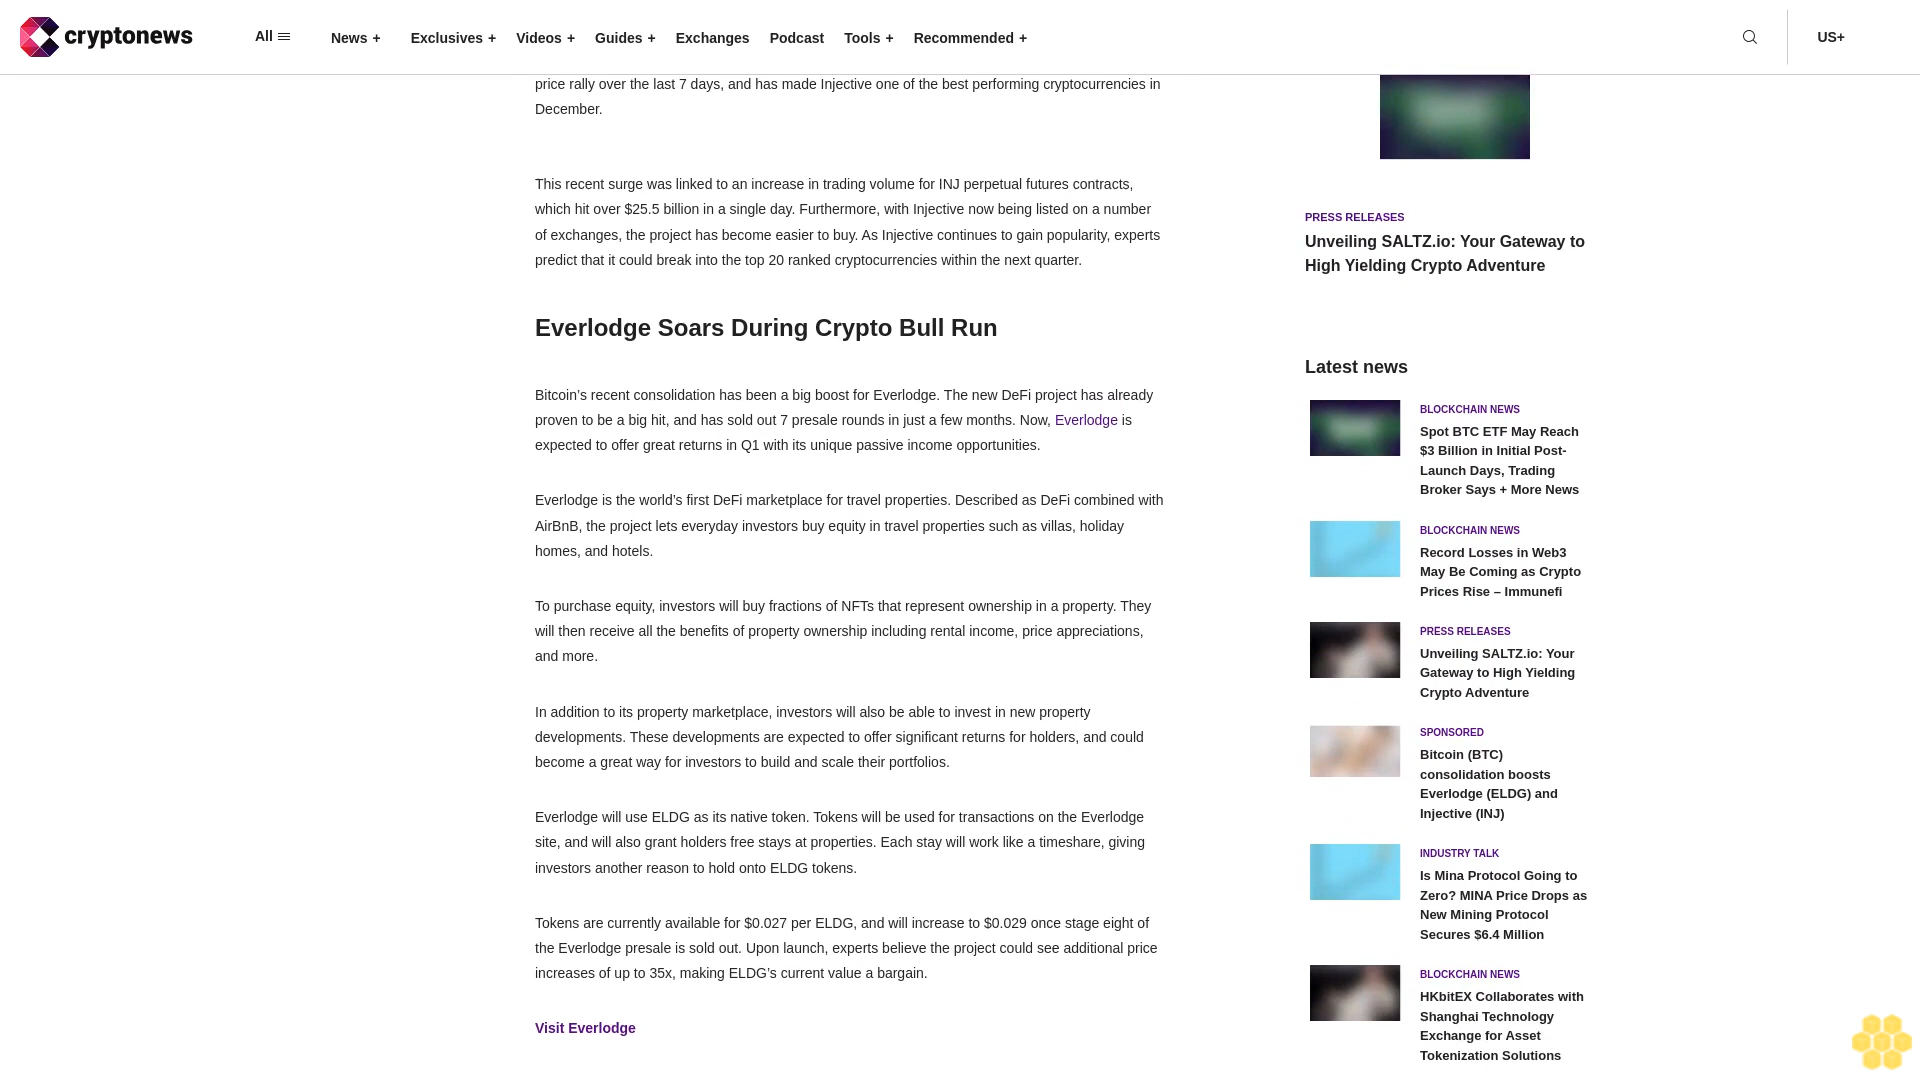 cryptonews
All
News +
Exclusives +
Videos +
Guides +
Exchanges
Podcast
Tools +
Recommended +
US+
price rally over the last 7 days, and has made Injective one of the best performing cryptocurrencies in
December.
This recent surge was linked to an increase in trading volume for INJ perpetual futures contracts,
which hit over $25.5 billion in a single day. Furthermore, with Injective now being listed on a number
of exchanges, the project has become easier to buy. As Injective continues to gain popularity, experts
predict that it could break into the top 20 ranked cryptocurrencies within the next quarter.
Everlodge Soars During Crypto Bull Run
Bitcoin’s recent consolidation has been a big boost for Everlodge. The new DeFi project has already
proven to be a big hit, and has sold out 7 presale rounds in just a few months. Now, Everlodge is
expected to offer great returns in Q1 with its unique passive income opportunities.
Everlodge is the world’s first DeFi marketplace for travel properties. Described as DeFi combined with
AirBnB, the project lets everyday investors buy equity in travel properties such as villas, holiday
homes, and hotels.
To purchase equity, investors will buy fractions of NFTs that represent ownership in a property. They
will then receive all the benefits of property ownership including rental income, price appreciations,
and more.
In addition to its property marketplace, investors will also be able to invest in new property
developments. These developments are expected to offer significant returns for holders, and could
become a great way for investors to build and scale their portfolios.
Everlodge will use ELDG as its native token. Tokens will be used for transactions on the Everlodge
site, and will also grant holders free stays at properties. Each stay will work like a timeshare, giving
investors another reason to hold onto ELDG tokens.
Tokens are currently available for $0.027 per ELDG, and will increase to $0.029 once stage eight of
the Everlodge presale is sold out. Upon launch, experts believe the project could see additional price
increases of up to 35x, making ELDG’s current value a bargain.
Visit Everlodge
PRESS RELEASES
Unveiling SALTZ.io: Your Gateway to
High Yielding Crypto Adventure
Latest news
BLOCKCHAIN NEWS
Spot BTC ETF May Reach
$3 Billion in Initial Post-
Launch Days, Trading
Broker Says + More News
BLOCKCHAIN NEWS
Record Losses in Web3
May Be Coming as Crypto
Prices Rise – Immunefi
PRESS RELEASES
Unveiling SALTZ.io: Your
Gateway to High Yielding
Crypto Adventure
SPONSORED
Bitcoin (BTC)
consolidation boosts
Everlodge (ELDG) and
Injective (INJ)
INDUSTRY TALK
Is Mina Protocol Going to
Zero? MINA Price Drops as
New Mining Protocol
Secures $6.4 Million
BLOCKCHAIN NEWS
HKbitEX Collaborates with
Shanghai Technology
Exchange for Asset
Tokenization Solutions